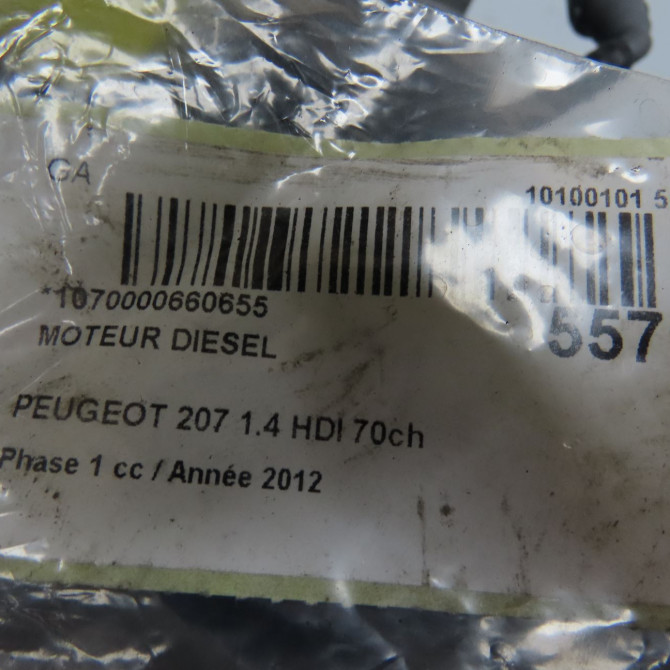 GA
10100101 5
*1070000660655
557
MOTEUR DIESEL
PEUGEOT 207 1.4 HDI 70ch
Phase 1 cc / Année 2012